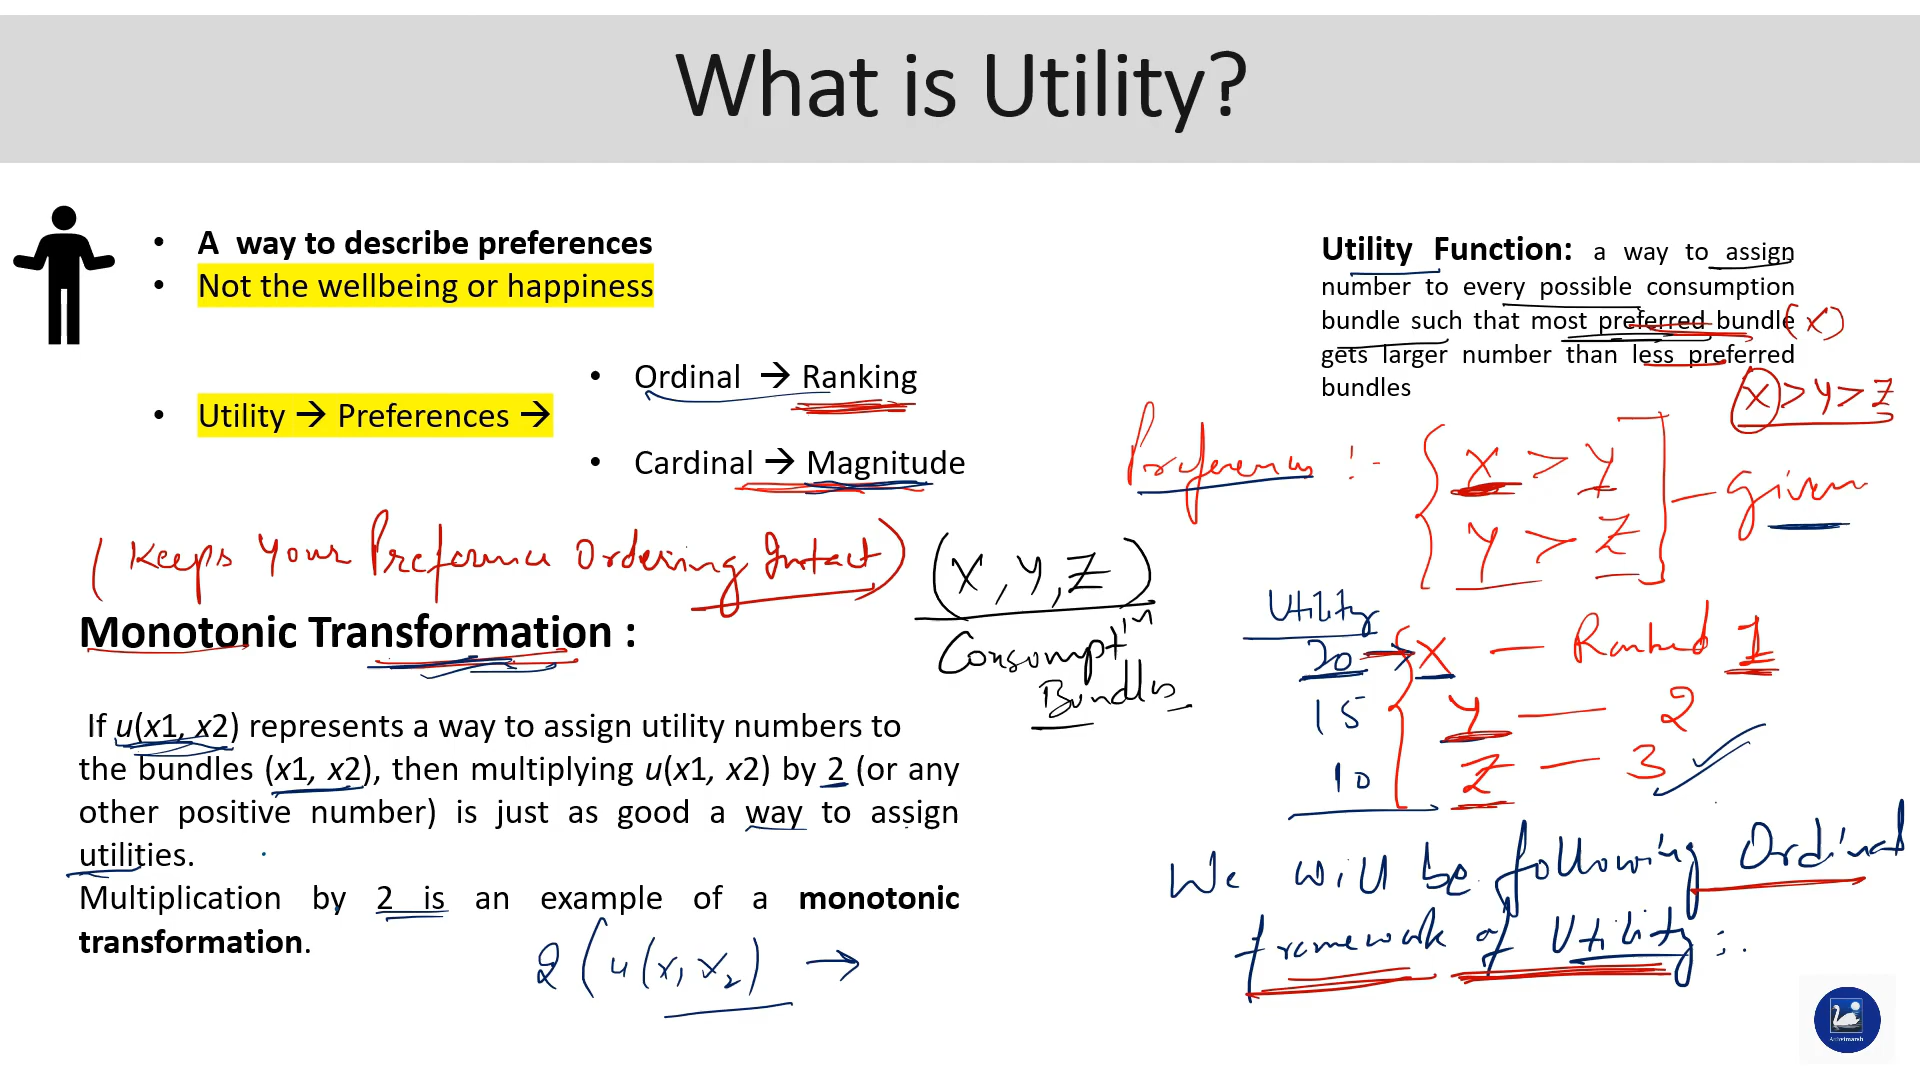 What is Utility?
• A way to describe preferences
• Not the wellbeing or happiness
• Utility → Preferences →
• Ordinal → Ranking
• Cardinal → Magnitude
(Keeps Your Preference Ordering Intact)
Monotonic Transformation :
If u(x1, x2) represents a way to assign utility numbers to
the bundles (x1, x2), then multiplying u(x1, x2) by 2 (or any
other positive number) is just as good a way to assign
utilities.
Multiplication by 2 is an example of a monotonic
transformation.
2 (u(x, x2) →
(X, Y, Z)
Consumptn
Bundles
Utility Function: a way to assign
number to every possible consumption
bundle such that most preferred bundle (x)
gets larger number than less preferred
bundles
X > Y > Z
Preferences :- { X > Y
Y > Z ] — Given
Utility
20 → X — Ranked 1
15 Y — 2
10 Z — 3
We will be following Ordinal
framework of Utility :.